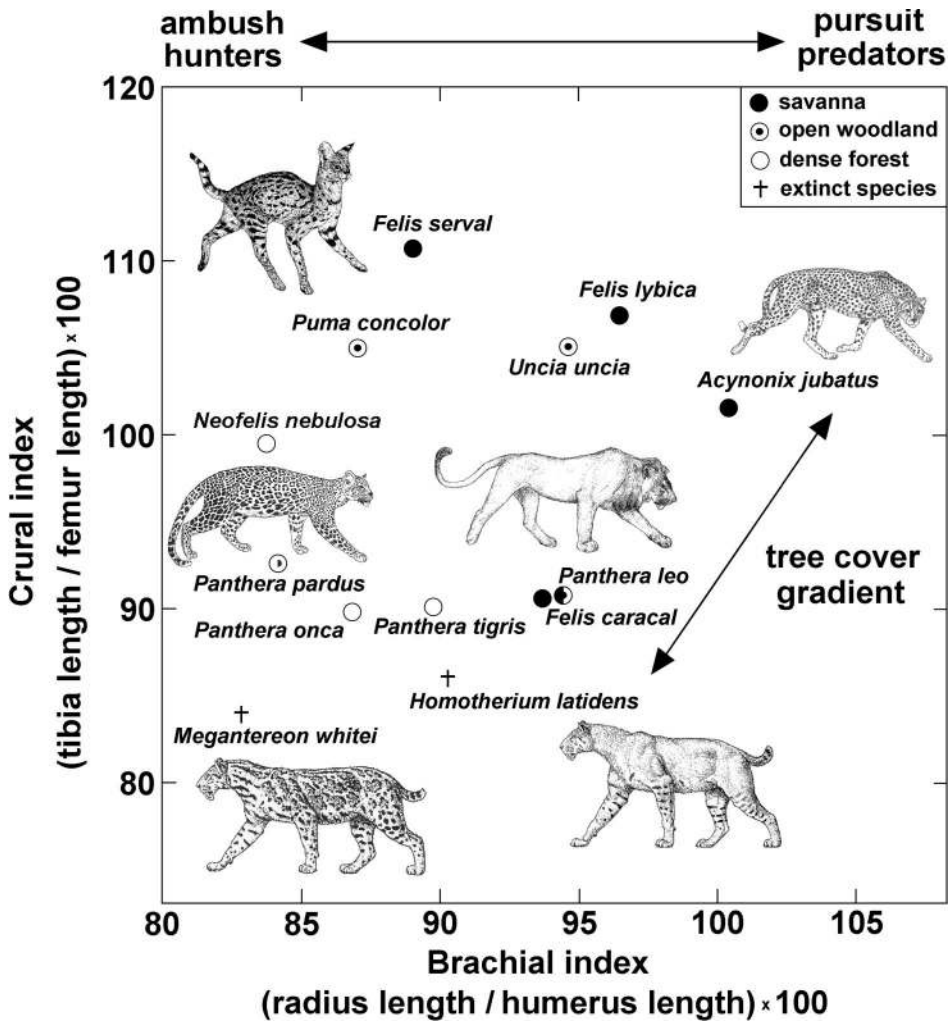 ambush
hunters
pursuit
predators
savanna
open woodland
dense forest
† extinct species
120
110
100
90
80
Crural index
(tibia length / femur length) x 100
Felis serval
Puma concolor
Felis lybica
Uncia uncia
Acynonix jubatus
Neofelis nebulosa
Panthera pardus
Panthera onca
Panthera tigris
Panthera leo
Felis caracal
tree cover
gradient
Homotherium latidens
Megantereon whitei
80 85 90 95 100 105
Brachial index
(radius length / humerus length) x 100